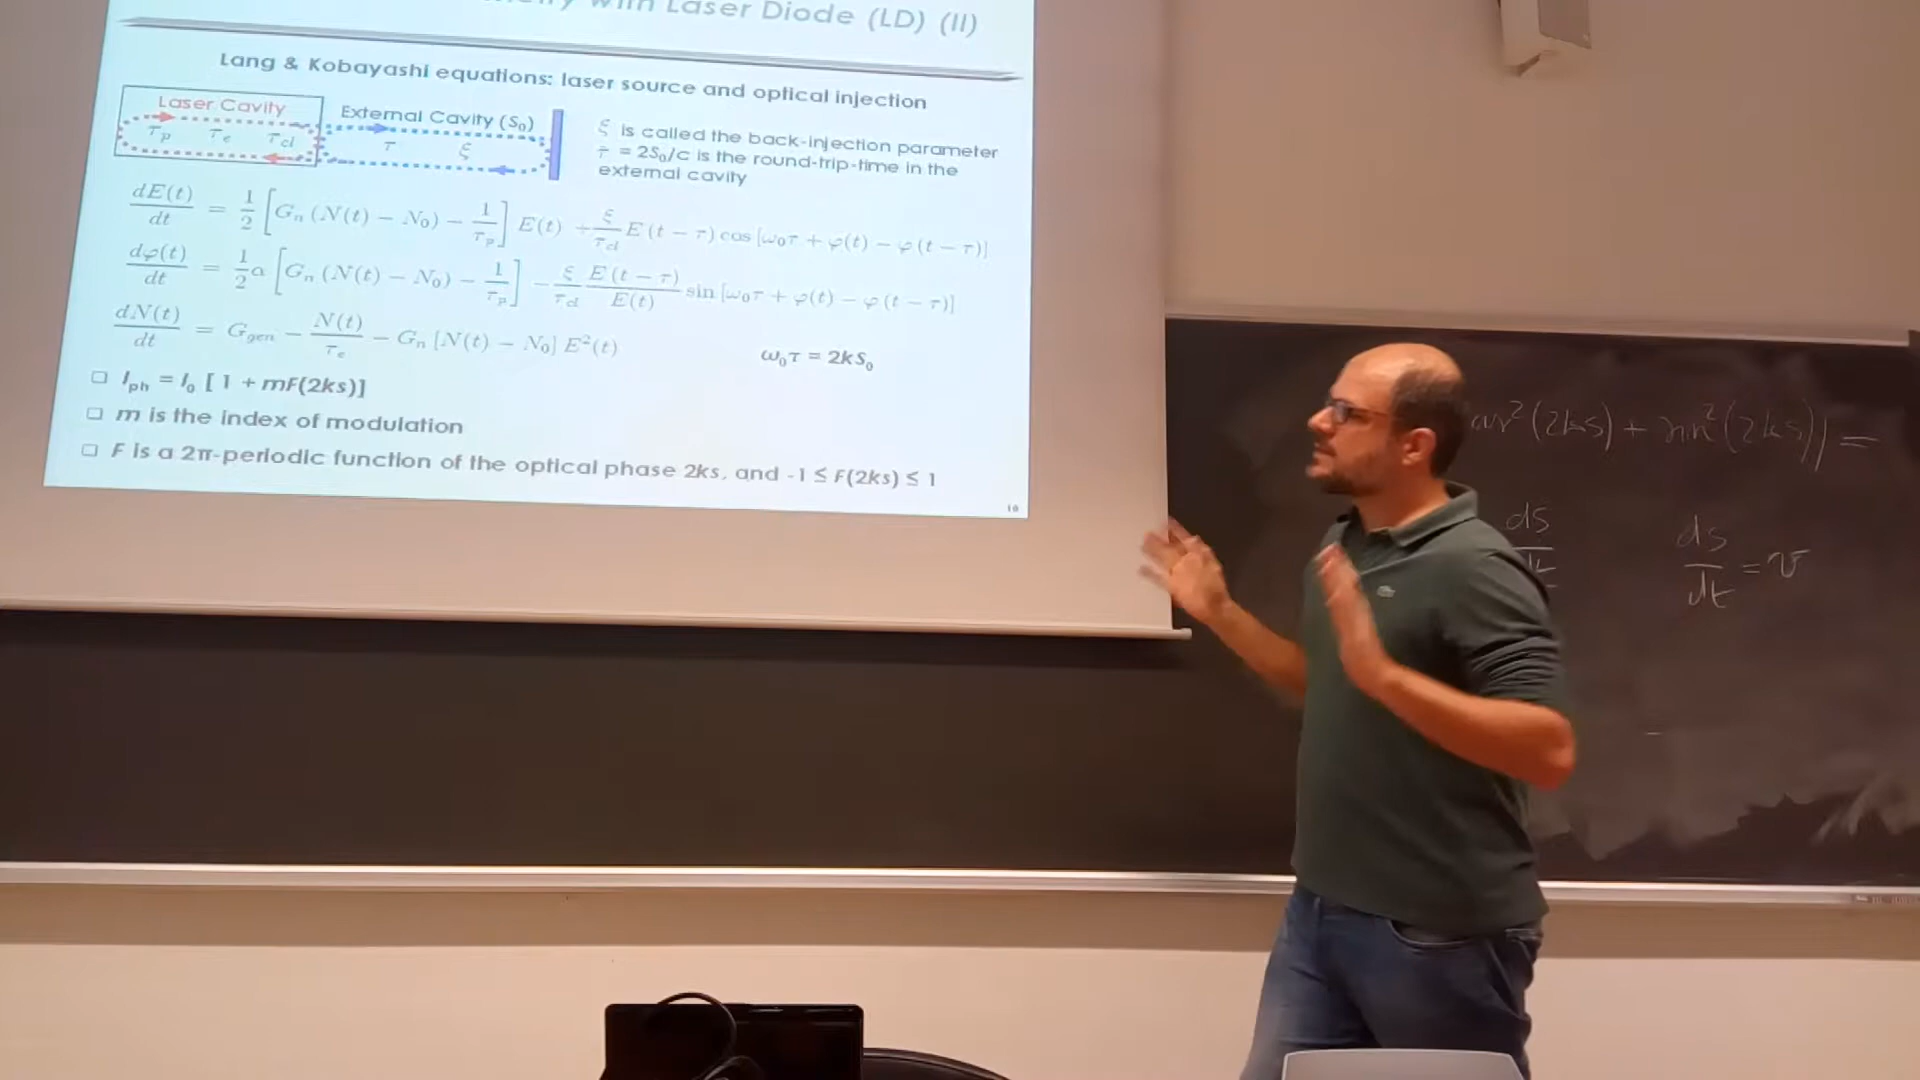 with Laser Diode (LD) (II)
Lang & Kobayashi equations: laser source and optical injection
Laser Cavity
τp τe τcl
External Cavity (S0)
τ ξ
ξ is called the back-injection parameter
τ = 2S0/c is the round-trip-time in the
external cavity
dE(t)/dt = 1/2 [Gn (N(t) − N0) − 1/τp] E(t) + ξ/τcl E (t − τ) cos [ω0τ + φ(t) − φ (t − τ)]
dφ(t)/dt = 1/2 α [Gn (N(t) − N0) − 1/τp] − ξ/τcl E (t − τ)/E(t) sin [ω0τ + φ(t) − φ (t − τ)]
dN(t)/dt = Ggen − N(t)/τe − Gn [N(t) − N0] E²(t)
ω0τ = 2kS0
❑ Iph = I0 [ 1 + mF(2ks)]
❑ m is the index of modulation
❑ F is a 2π-periodic function of the optical phase 2ks, and -1 ≤ F(2ks) ≤ 1
(2ks) + sin² (2ks)| =
ds/dt = v